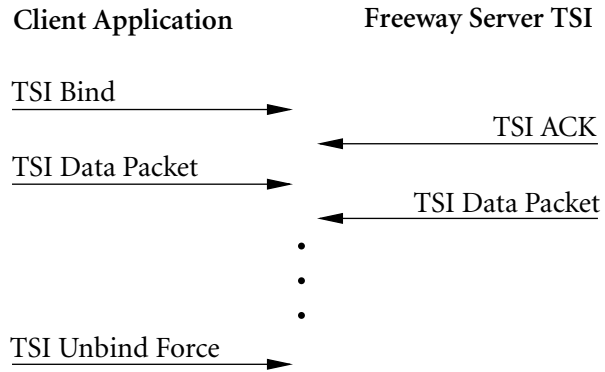 Client Application
Freeway Server TSI
TSI Bind
TSI ACK
TSI Data Packet
TSI Data Packet
TSI Unbind Force